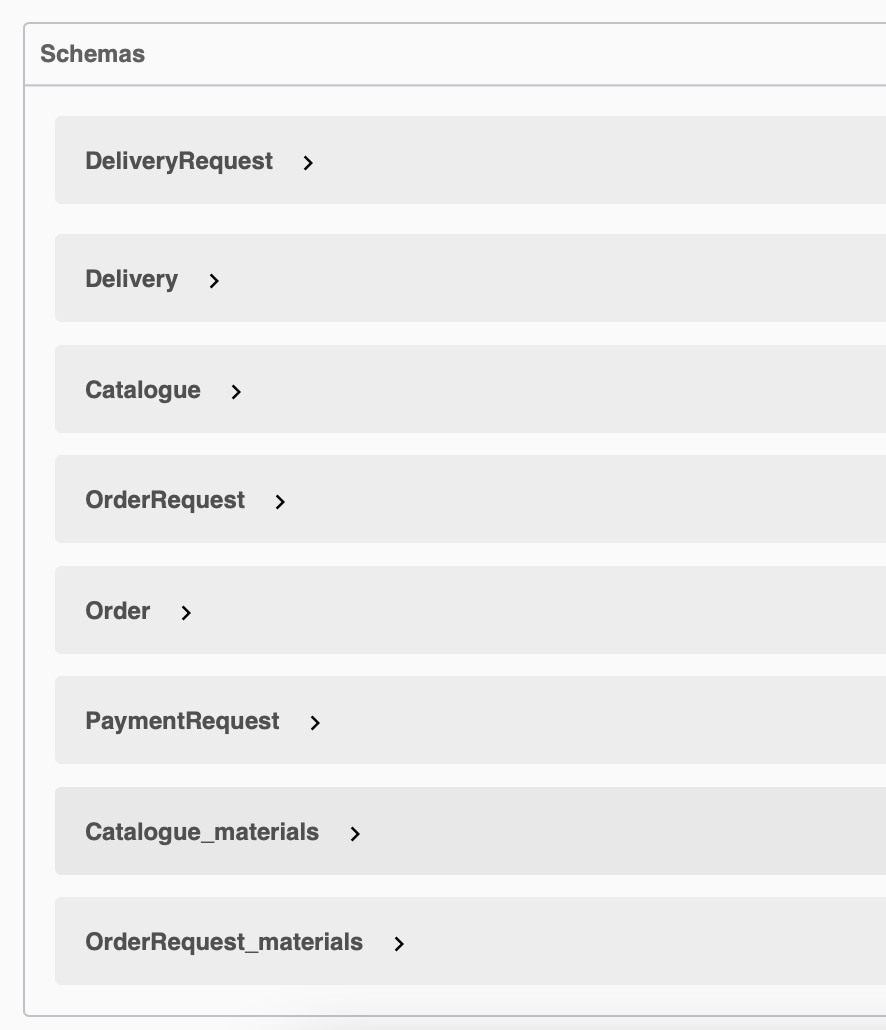 Schemas
DeliveryRequest
Delivery
Catalogue
OrderRequest
Order
PaymentRequest
Catalogue_materials
OrderRequest_materials